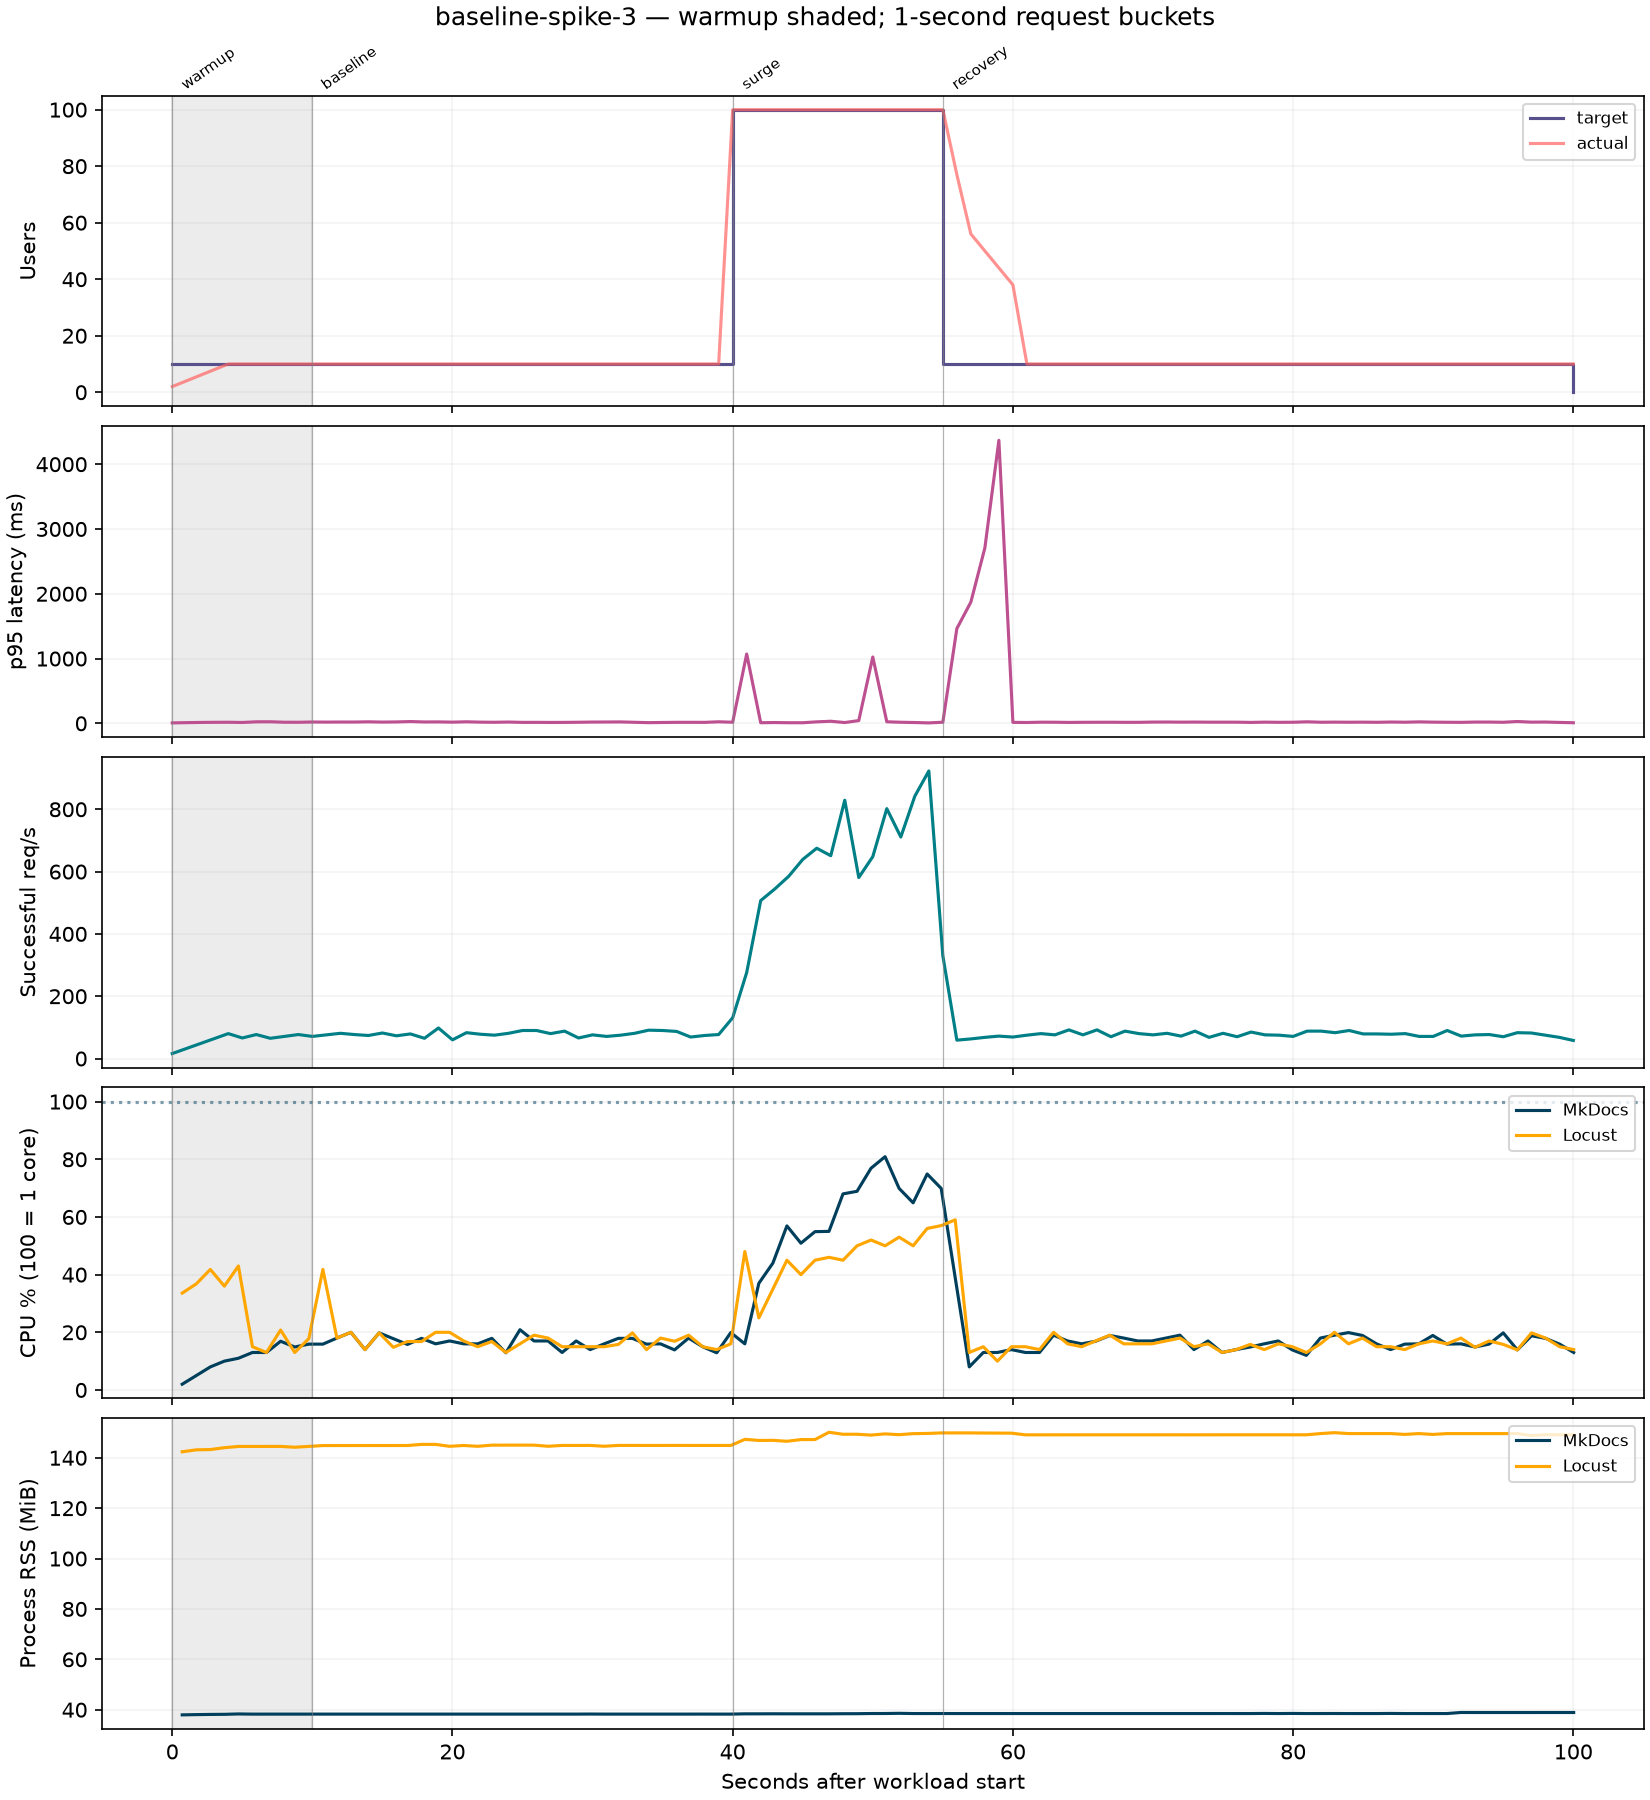 baseline-spike-3 — warmup shaded; 1-second request buckets
warmup
baseline
surge
recovery
100
80
60
40
20
0
Users
target
actual
4000
3000
2000
1000
0
p95 latency (ms)
800
600
400
200
0
Successful req/s
100
80
60
40
20
0
CPU % (100 = 1 core)
MkDocs
Locust
140
120
100
80
60
40
Process RSS (MiB)
MkDocs
Locust
0
20
40
60
80
100
Seconds after workload start